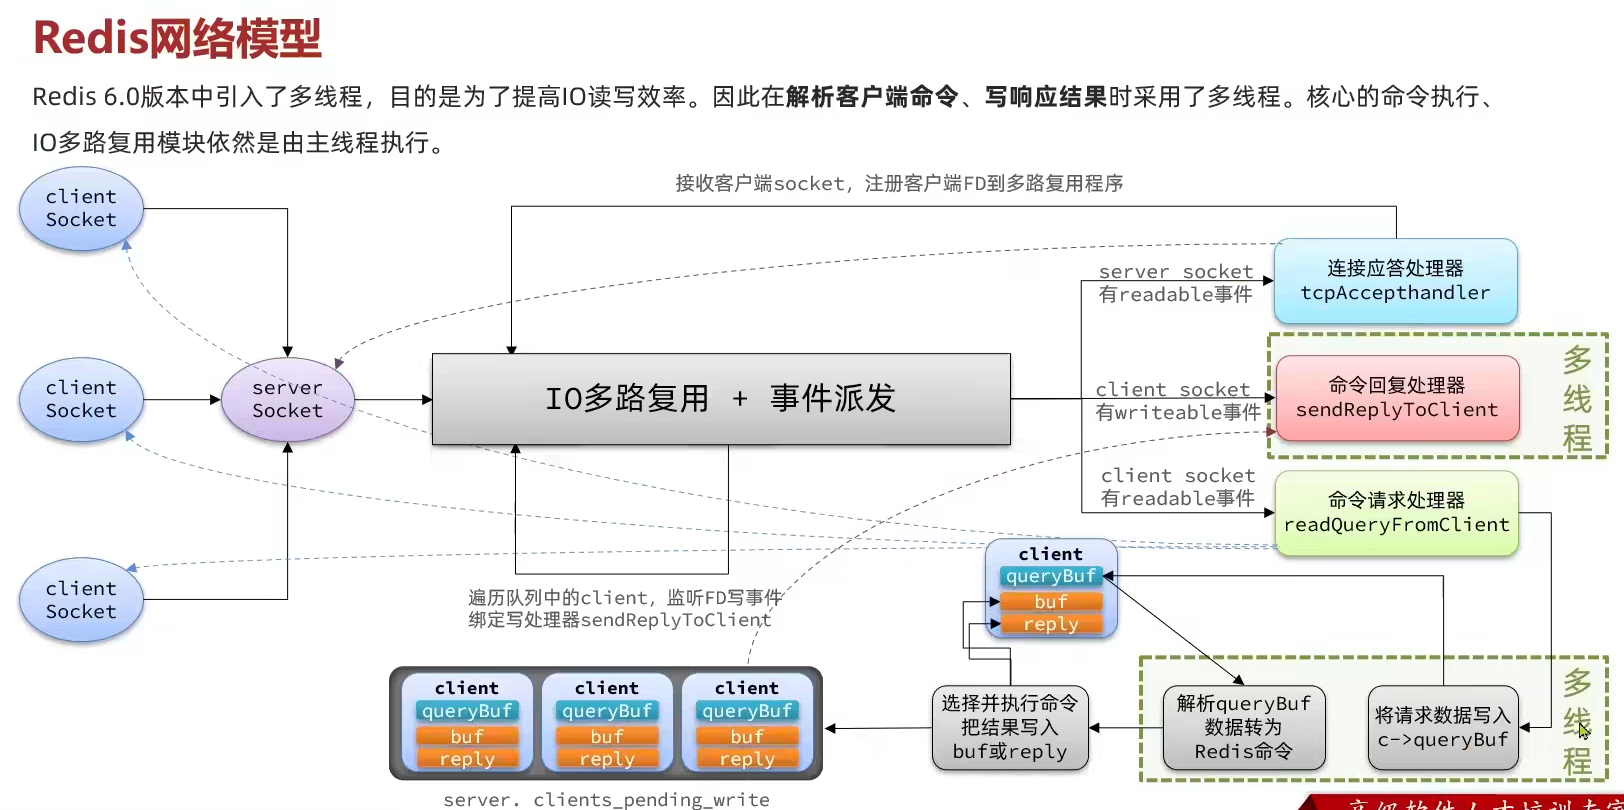 Redis网络模型
Redis 6.0版本中引入了多线程，目的是为了提高IO读写效率。因此在解析客户端命令、写响应结果时采用了多线程。核心的命令执行、
IO多路复用模块依然是由主线程执行。
client
Socket
接收客户端socket，注册客户端FD到多路复用程序
server socket
有readable事件
连接应答处理器
tcpAccepthandler
client
Socket
server
Socket
IO多路复用 + 事件派发
client socket
有writeable事件
命令回复处理器
sendReplyToClient
多
线
程
client socket
有readable事件
命令请求处理器
readQueryFromClient
client
Socket
遍历队列中的client，监听FD写事件
绑定写处理器sendReplyToClient
client
queryBuf
buf
reply
client
queryBuf
buf
reply
client
queryBuf
buf
reply
client
queryBuf
buf
reply
server. clients_pending_write
选择并执行命令
把结果写入
buf或reply
解析queryBuf
数据转为
Redis命令
将请求数据写入
c->queryBuf
多
线
程
高级软件人才培训专家